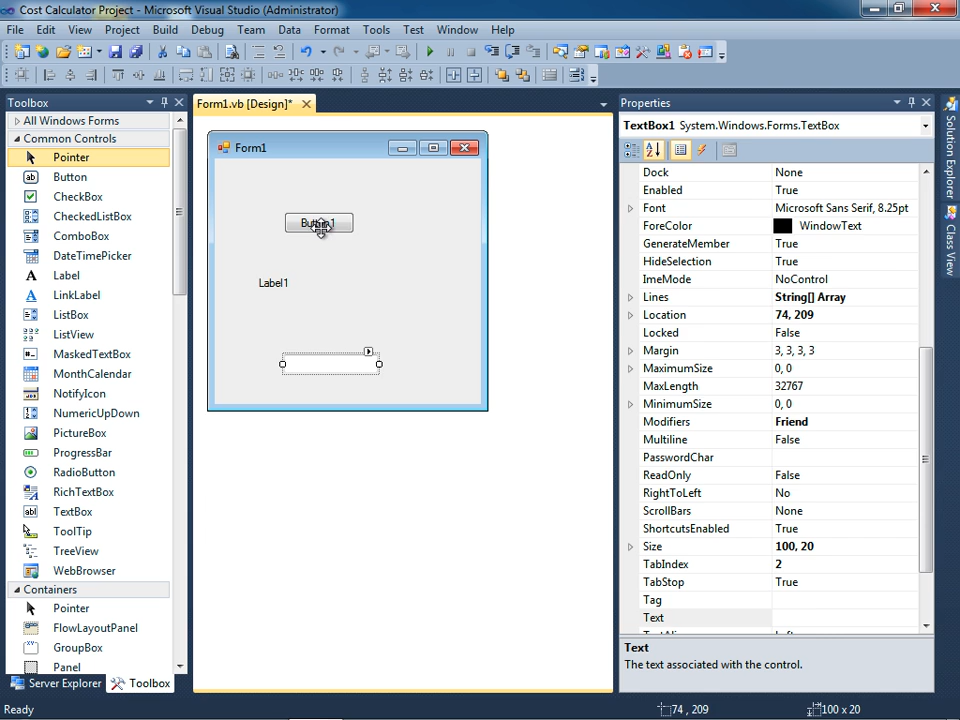 Cost Calculator Project - Microsoft Visual Studio (Administrator)
File Edit View Project Build Debug Team Data Format Tools Test Window Help
Toolbox
All Windows Forms
Common Controls
Pointer
Button
CheckBox
CheckedListBox
ComboBox
DateTimePicker
Label
LinkLabel
ListBox
ListView
MaskedTextBox
MonthCalendar
NotifyIcon
NumericUpDown
PictureBox
ProgressBar
RadioButton
RichTextBox
TextBox
ToolTip
TreeView
WebBrowser
Containers
Pointer
FlowLayoutPanel
GroupBox
Panel
Server Explorer Toolbox
Form1.vb [Design]*
Form1
Button1
Label1
Properties
TextBox1 System.Windows.Forms.TextBox
Dock None
Enabled True
Font Microsoft Sans Serif, 8.25pt
ForeColor WindowText
GenerateMember True
HideSelection True
ImeMode NoControl
Lines String[] Array
Location 74, 209
Locked False
Margin 3, 3, 3, 3
MaximumSize 0, 0
MaxLength 32767
MinimumSize 0, 0
Modifiers Friend
Multiline False
PasswordChar
ReadOnly False
RightToLeft No
ScrollBars None
ShortcutsEnabled True
Size 100, 20
TabIndex 2
TabStop True
Tag
Text
Text
The text associated with the control.
Solution Explorer
Class View
Ready 74 , 209 100 x 20